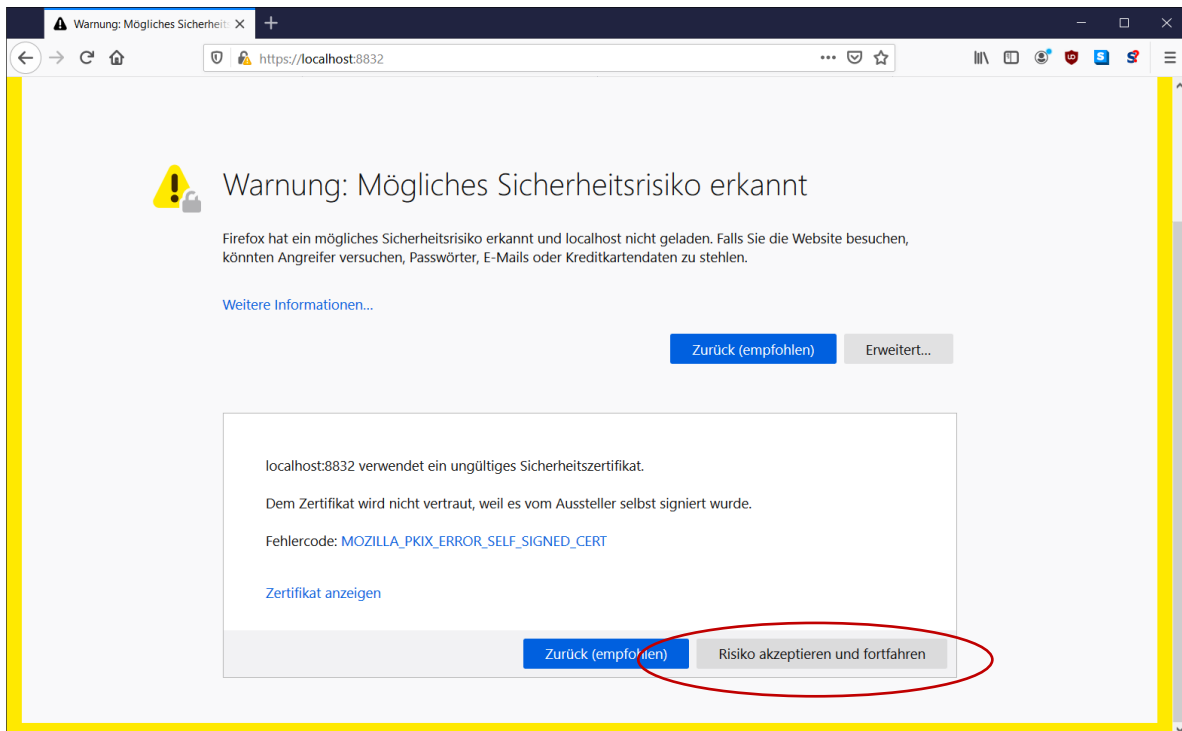 Warnung: Mögliches Sicherheit
https://localhost:8832
Warnung: Mögliches Sicherheitsrisiko erkannt
Firefox hat ein mögliches Sicherheitsrisiko erkannt und localhost nicht geladen. Falls Sie die Website besuchen,
könnten Angreifer versuchen, Passwörter, E-Mails oder Kreditkartendaten zu stehlen.
Weitere Informationen...
Zurück (empfohlen) Erweitert...
localhost:8832 verwendet ein ungültiges Sicherheitszertifikat.
Dem Zertifikat wird nicht vertraut, weil es vom Aussteller selbst signiert wurde.
Fehlercode: MOZILLA_PKIX_ERROR_SELF_SIGNED_CERT
Zertifikat anzeigen
Zurück (empfohlen) Risiko akzeptieren und fortfahren